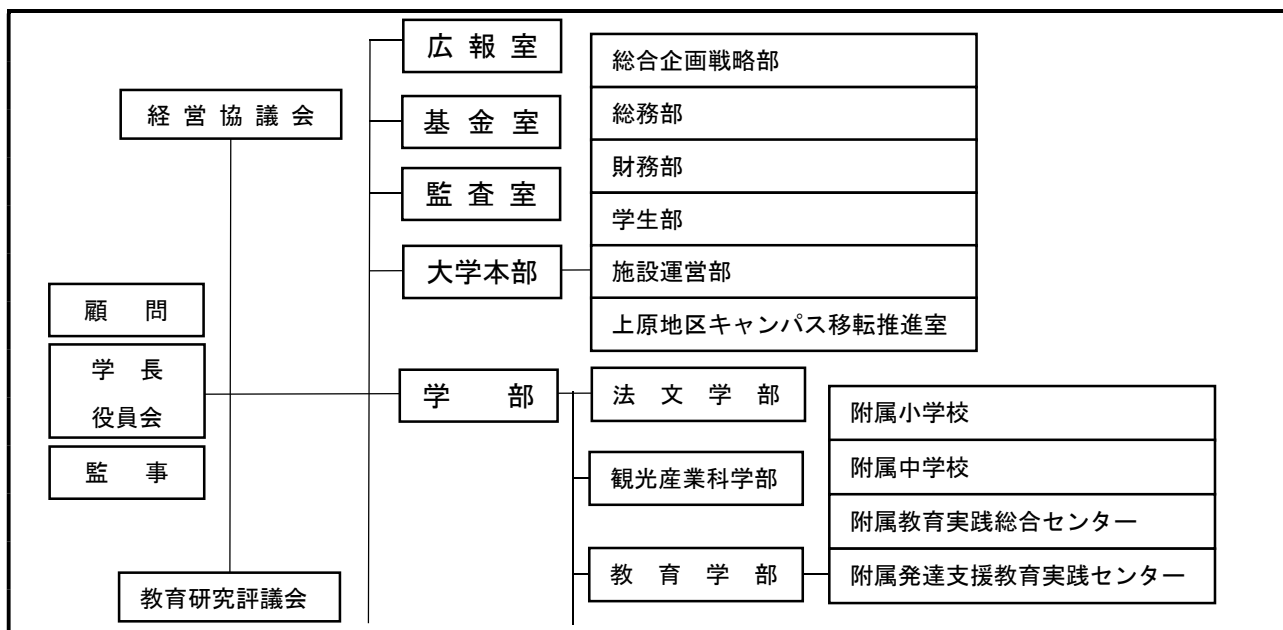 経営協議会
顧問
学長
役員会
監事
教育研究評議会
広報室
基金室
監査室
大学本部
総合企画戦略部
総務部
財務部
学生部
施設運営部
上原地区キャンパス移転推進室
学部
法文学部
観光産業科学部
教育学部
附属小学校
附属中学校
附属教育実践総合センター
附属発達支援教育実践センター